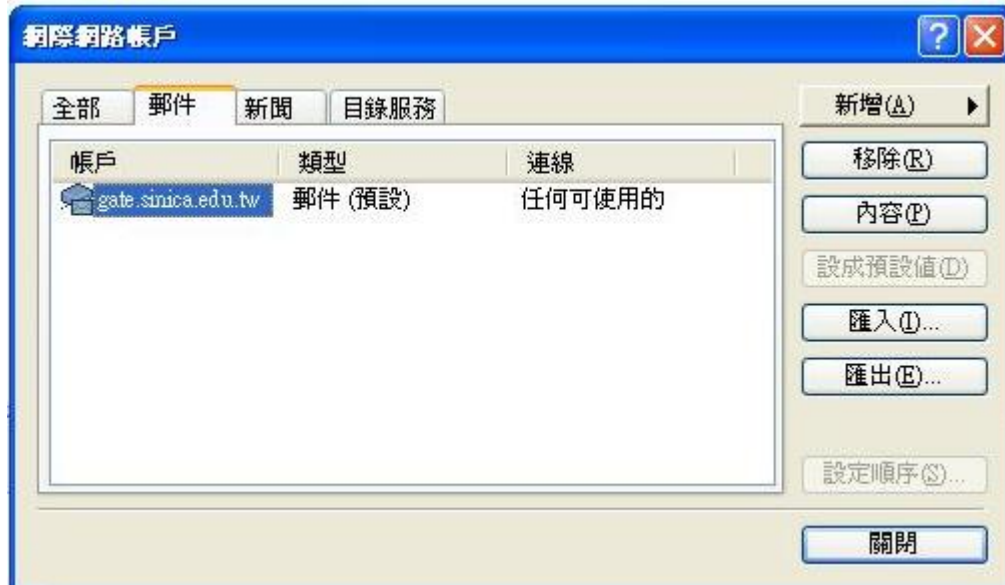 網際網路帳戶
全部 郵件 新聞 目錄服務
帳戶 類型 連線
gate.sinica.edu.tw 郵件 (預設) 任何可使用的
新增(A)
移除(R)
內容(P)
設成預設值(D)
匯入(I)...
匯出(E)...
設定順序(S)...
關閉